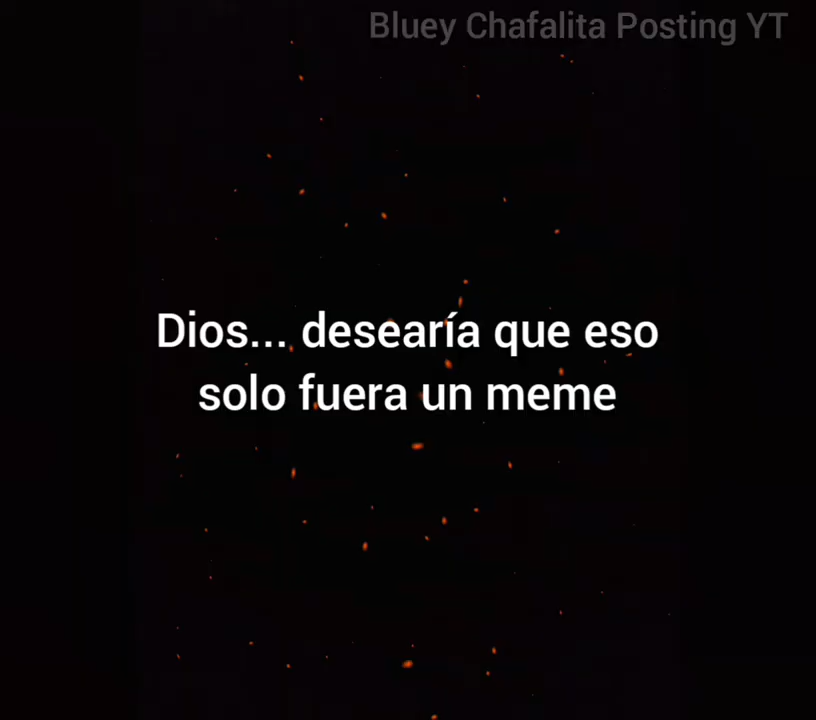 Bluey Chafalita Posting YT
Dios... desearía que eso
solo fuera un meme